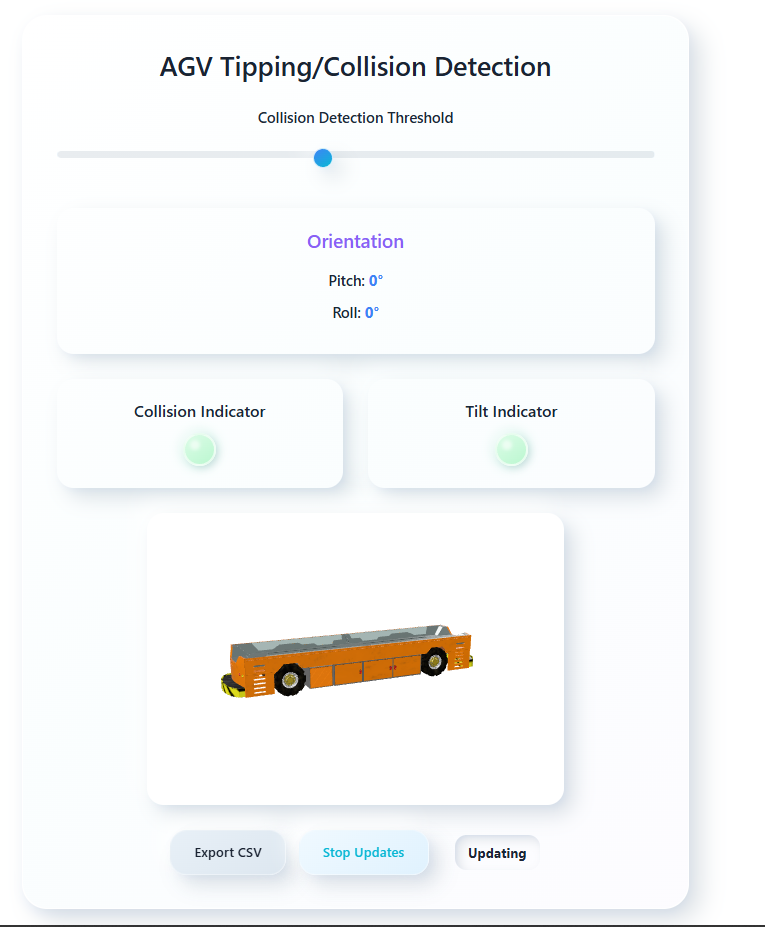 AGV Tipping/Collision Detection
Collision Detection Threshold
Orientation
Pitch: 0°
Roll: 0°
Collision Indicator
Tilt Indicator
Export CSV
Stop Updates
Updating